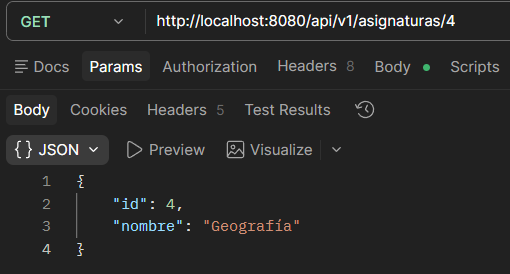 GET http://localhost:8080/api/v1/asignaturas/4
Docs Params Authorization Headers 8 Body Scripts
Body Cookies Headers 5 Test Results
{} JSON Preview Visualize
1 {
2 "id": 4,
3 "nombre": "Geografía"
4 }